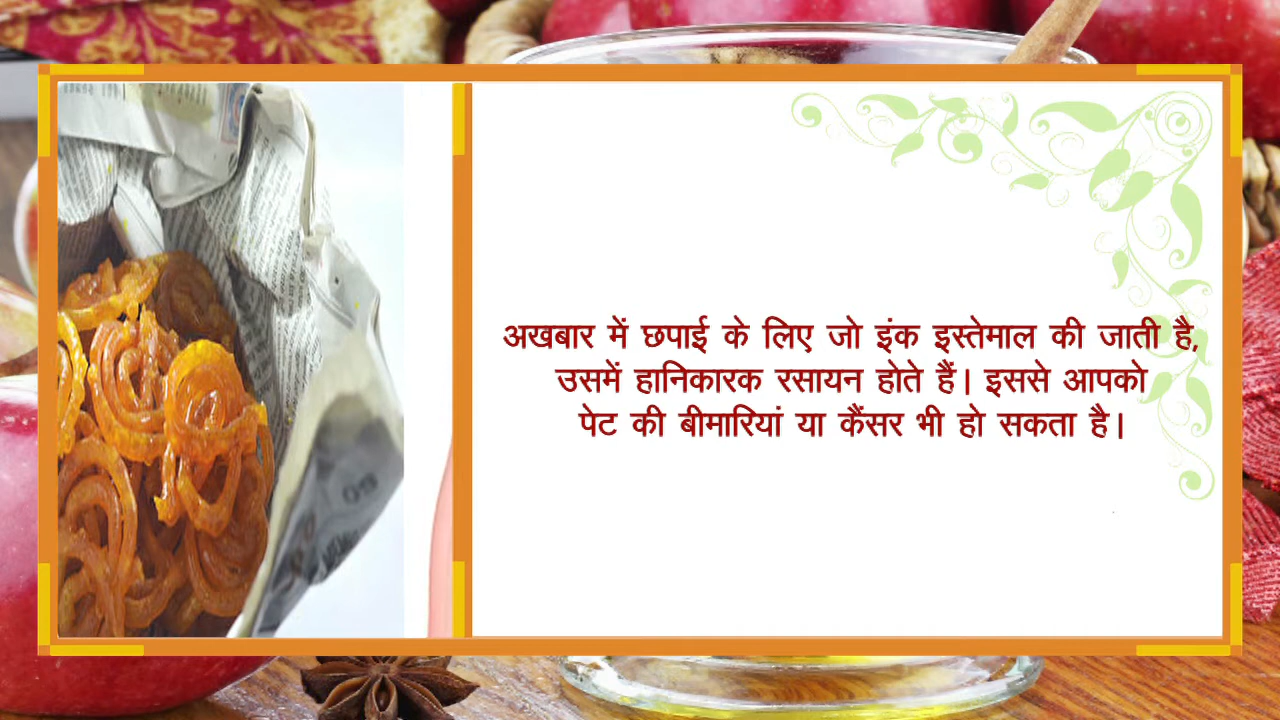 अखबार में छपाई के लिए जो इंक इस्तेमाल की जाती है,
उसमें हानिकारक रसायन होते हैं। इससे आपको
पेट की बीमारियां या कैंसर भी हो सकता है।